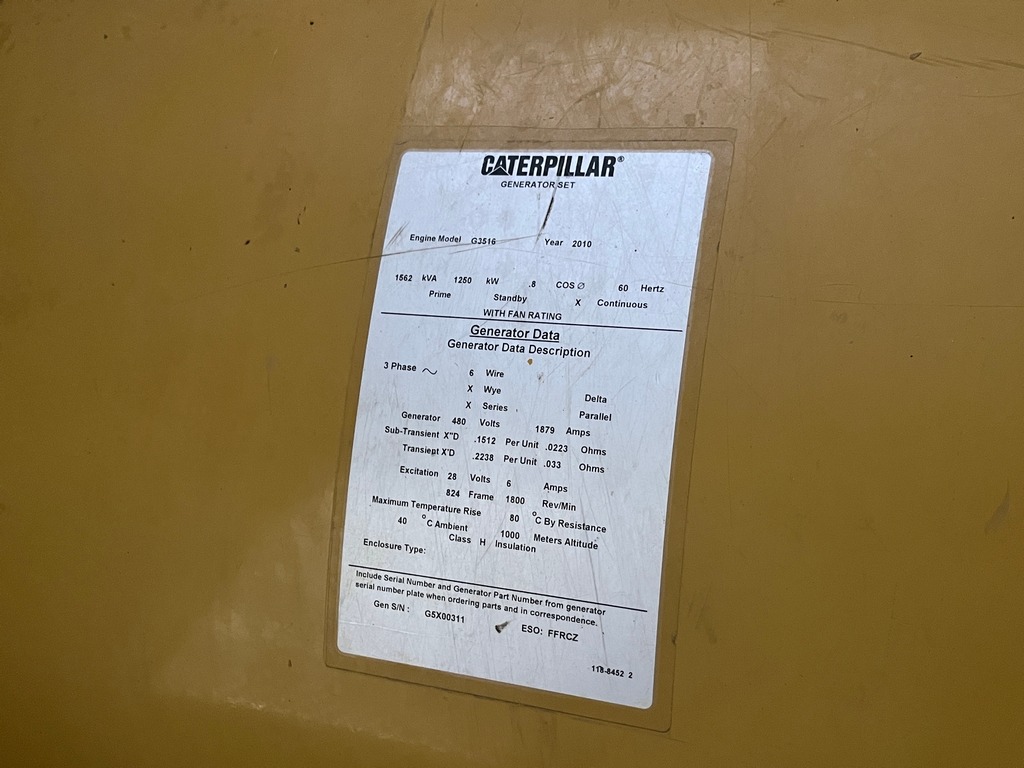 CATERPILLAR®
GENERATOR SET
Engine Model G3516 Year 2010
1562 kVA 1250 kW .8 COS Ø 60 Hertz
Prime Standby X Continuous
WITH FAN RATING
Generator Data
Generator Data Description
3 Phase ～ 6 Wire
X Wye Delta
X Series Parallel
Generator 480 Volts 1879 Amps
Sub-Transient X"D .1512 Per Unit .0223 Ohms
Transient X'D .2238 Per Unit .033 Ohms
Excitation 28 Volts 6 Amps
824 Frame 1800 Rev/Min
Maximum Temperature Rise 80 °C By Resistance
40 °C Ambient 1000 Meters Altitude
Class H Insulation
Enclosure Type:
Include Serial Number and Generator Part Number from generator
serial number plate when ordering parts and in correspondence.
Gen S/N : G5X00311 ESO: FFRCZ
118-8452 2